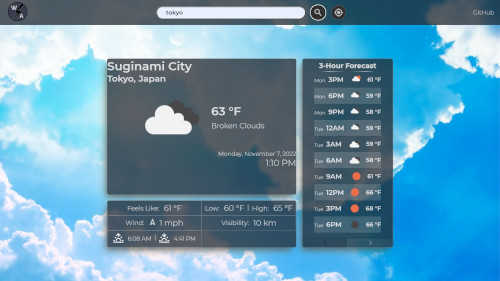 W
A
tokyo
GitHub
Suginami City
Tokyo, Japan
63 °F
Broken Clouds
Monday, November 7, 2022
1:10 PM
Feels Like: 61 °F
Low: 60 °F | High: 65 °F
Wind: 1 mph
Visibility: 10 km
6:08 AM | 4:41 PM
3-Hour Forecast
Mon 3PM 61 °F
Mon 6PM 59 °F
Mon 9PM 58 °F
Tue 12AM 59 °F
Tue 3AM 59 °F
Tue 6AM 58 °F
Tue 9AM 61 °F
Tue 12PM 66 °F
Tue 3PM 68 °F
Tue 6PM 66 °F